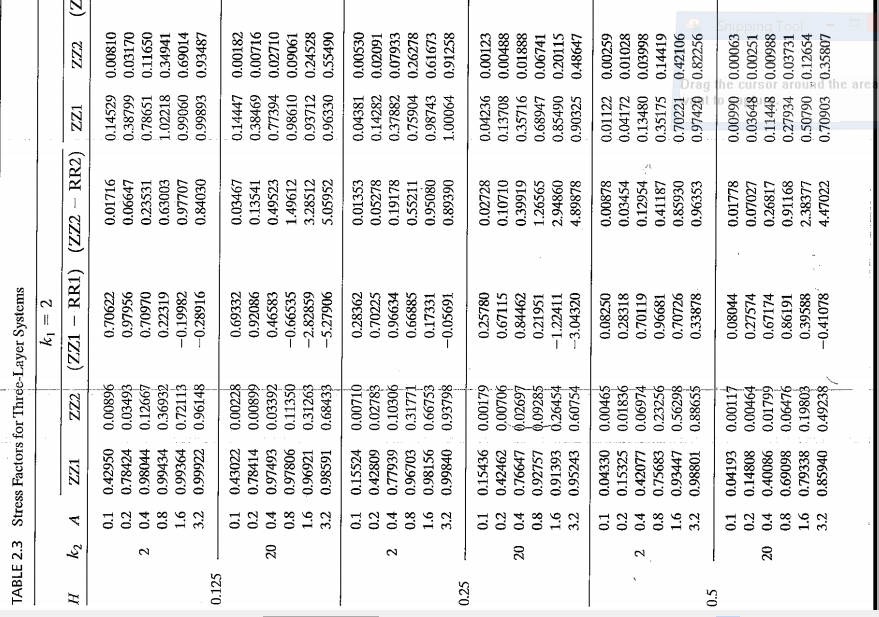 TABLE 2.3 Stress Factors for Three-Layer Systems
k₁ = 2
H k₂ A ZZ1 ZZ2 (ZZ1 − RR1) (ZZ2 − RR2) ZZ1 ZZ2 (Z
0.1 0.42950 0.00896 0.70622 0.01716 0.14529 0.00810
0.2 0.78424 0.03493 0.97956 0.06647 0.38799 0.03170
2 0.4 0.98044 0.12667 0.70970 0.23531 0.78651 0.11650
0.8 0.99434 0.36932 0.22319 0.63003 1.02218 0.34941
1.6 0.99364 0.72113 −0.19982 0.97707 0.99060 0.69014
3.2 0.99922 0.96148 −0.28916 0.84030 0.99893 0.93487
0.125
0.1 0.43022 0.00228 0.69332 0.03467 0.14447 0.00182
0.2 0.78414 0.00899 0.92086 0.13541 0.38469 0.00716
20 0.4 0.97493 0.03392 0.46583 0.49523 0.77394 0.02710
0.8 0.97806 0.11350 −0.66535 1.49612 0.98610 0.09061
1.6 0.96921 0.31263 −2.82859 3.28512 0.93712 0.24528
3.2 0.98591 0.68433 −5.27906 5.05952 0.96330 0.55490
0.1 0.15524 0.00710 0.28362 0.01353 0.04381 0.00530
0.2 0.42809 0.02783 0.70225 0.05278 0.14282 0.02091
2 0.4 0.77939 0.10306 0.96634 0.19178 0.37882 0.07933
0.8 0.96703 0.31771 0.66885 0.55211 0.75904 0.26278
1.6 0.98156 0.66753 0.17331 0.95080 0.98743 0.61673
3.2 0.99840 0.93798 −0.05691 0.89390 1.00064 0.91258
0.25
0.1 0.15436 0.00179 0.25780 0.02728 0.04236 0.00123
0.2 0.42462 0.00706 0.67115 0.10710 0.13708 0.00488
20 0.4 0.76647 0.02697 0.84462 0.39919 0.35716 0.01888
0.8 0.92757 0.09285 0.21951 1.26565 0.68947 0.06741
1.6 0.91393 0.26454 −1.22411 2.94860 0.85490 0.20115
3.2 0.95243 0.60754 −3.04320 4.89878 0.90325 0.48647
0.1 0.04330 0.00465 0.08250 0.00878 0.01122 0.00259
0.2 0.15325 0.01836 0.28318 0.03454 0.04172 0.01028
2 0.4 0.42077 0.06974 0.70119 0.12954 0.13480 0.03998
0.8 0.75683 0.23256 0.96681 0.41187 0.35175 0.14419
1.6 0.93447 0.56298 0.70726 0.85930 0.70221 0.42106
3.2 0.98801 0.88655 0.33878 0.96353 0.97420 0.82256
0.5
0.1 0.04193 0.00117 0.08044 0.01778 0.00990 0.00063
0.2 0.14808 0.00464 0.27574 0.07027 0.03648 0.00251
20 0.4 0.40086 0.01799 0.67174 0.26817 0.11448 0.00988
0.8 0.69098 0.06476 0.86191 0.91168 0.27934 0.03731
1.6 0.79338 0.19803 0.39588 2.38377 0.50790 0.12654
3.2 0.85940 0.49238 −0.41078 4.47022 0.70903 0.35807
Snipping Tool
Drag the cursor around the area